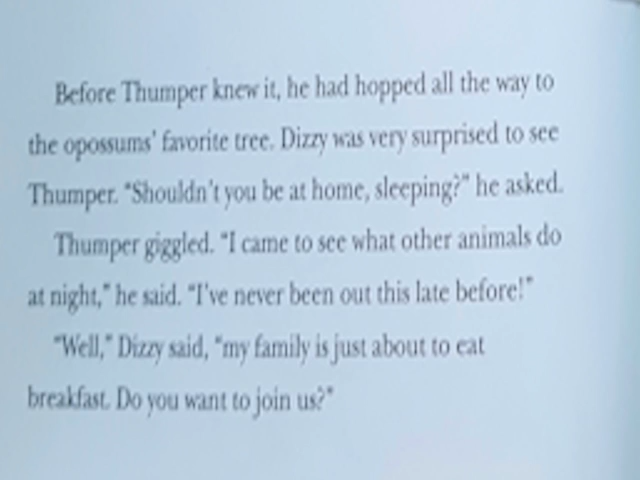 Before Thumper knew it, he had hopped all the way to
the opossums' favorite tree. Dizzy was very surprised to see
Thumper. "Shouldn't you be at home, sleeping?" he asked.
Thumper giggled. "I came to see what other animals do
at night," he said. "I've never been out this late before!"
"Well," Dizzy said, "my family is just about to eat
breakfast. Do you want to join us?"